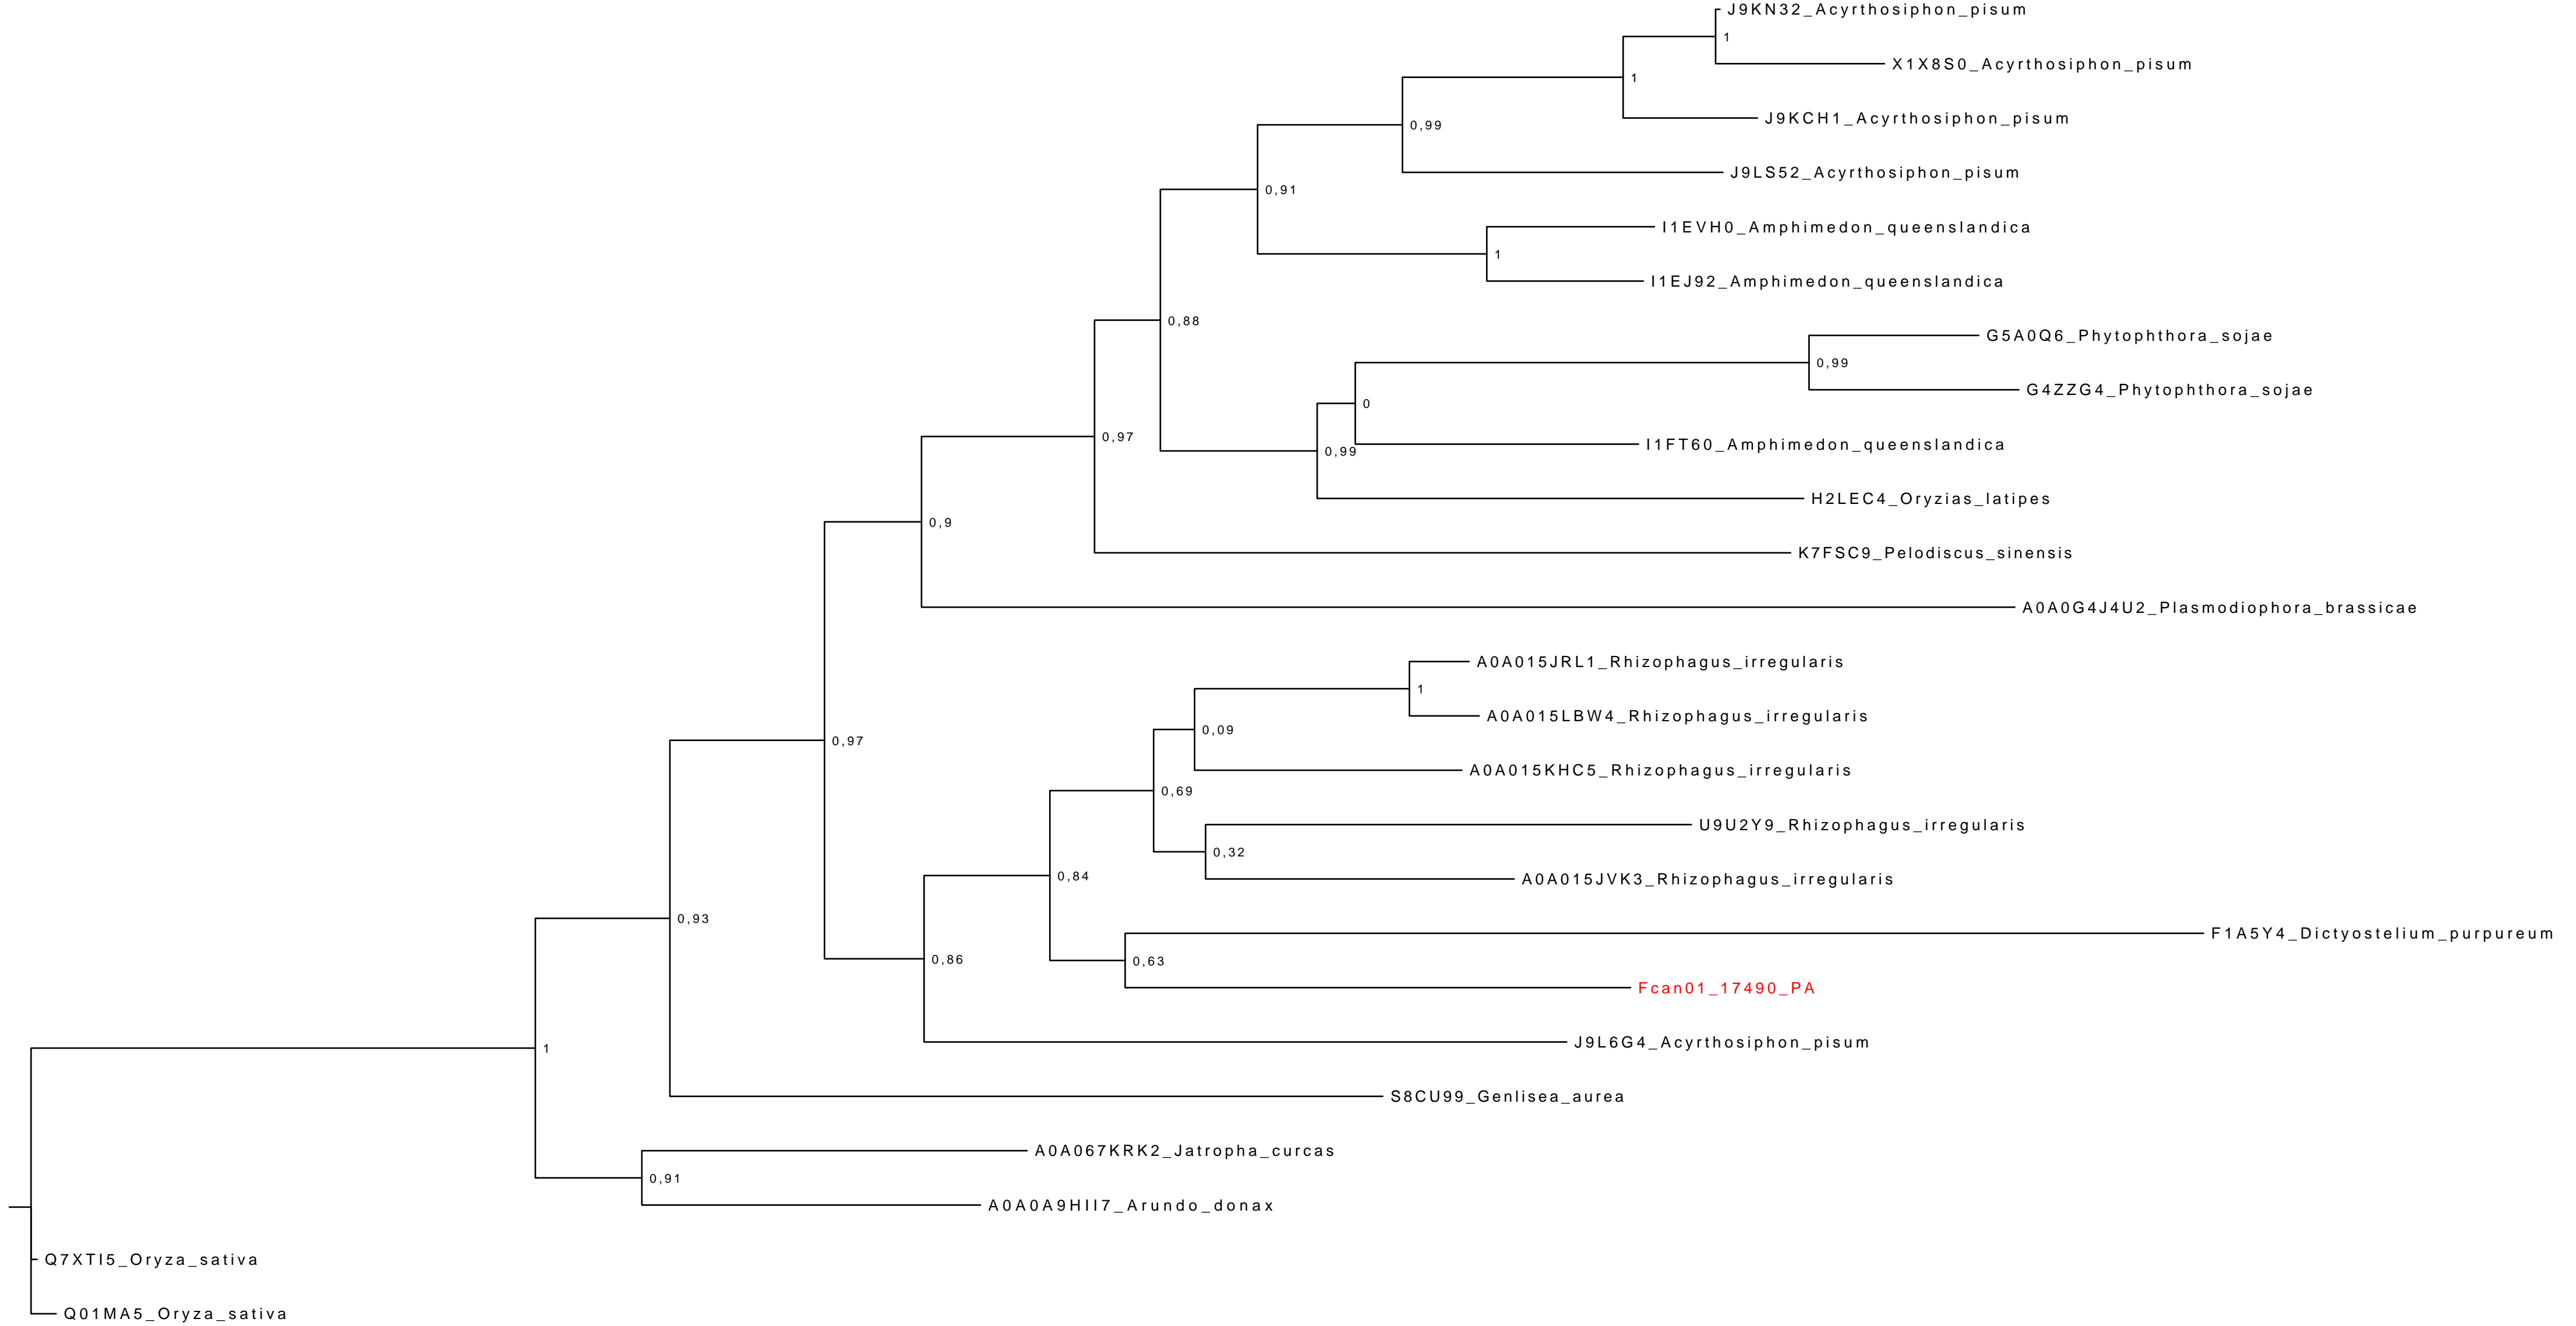 J9KN32_Acyrthosiphon_pisum
1
X1X8S0_Acyrthosiphon_pisum
1
J9KCH1_Acyrthosiphon_pisum
0,99
J9LS52_Acyrthosiphon_pisum
0,91
I1EVH0_Amphimedon_queenslandica
1
I1EJ92_Amphimedon_queenslandica
0,88
G5A0Q6_Phytophthora_sojae
0,99
G4ZZG4_Phytophthora_sojae
0
0,97
I1FT60_Amphimedon_queenslandica
0,99
H2LEC4_Oryzias_latipes
0,9
K7FSC9_Pelodiscus_sinensis
A0A0G4J4U2_Plasmodiophora_brassicae
A0A015JRL1_Rhizophagus_irregularis
1
A0A015LBW4_Rhizophagus_irregularis
0,09
0,97
A0A015KHC5_Rhizophagus_irregularis
0,69
U9U2Y9_Rhizophagus_irregularis
0,32
0,84
A0A015JVK3_Rhizophagus_irregularis
0,93
F1A5Y4_Dictyostelium_purpureum
0,86
0,63
Fcan01_17490_PA
J9L6G4_Acyrthosiphon_pisum
1
S8CU99_Genlisea_aurea
A0A067KRK2_Jatropha_curcas
0,91
A0A0A9HII7_Arundo_donax
Q7XTI5_Oryza_sativa
Q01MA5_Oryza_sativa